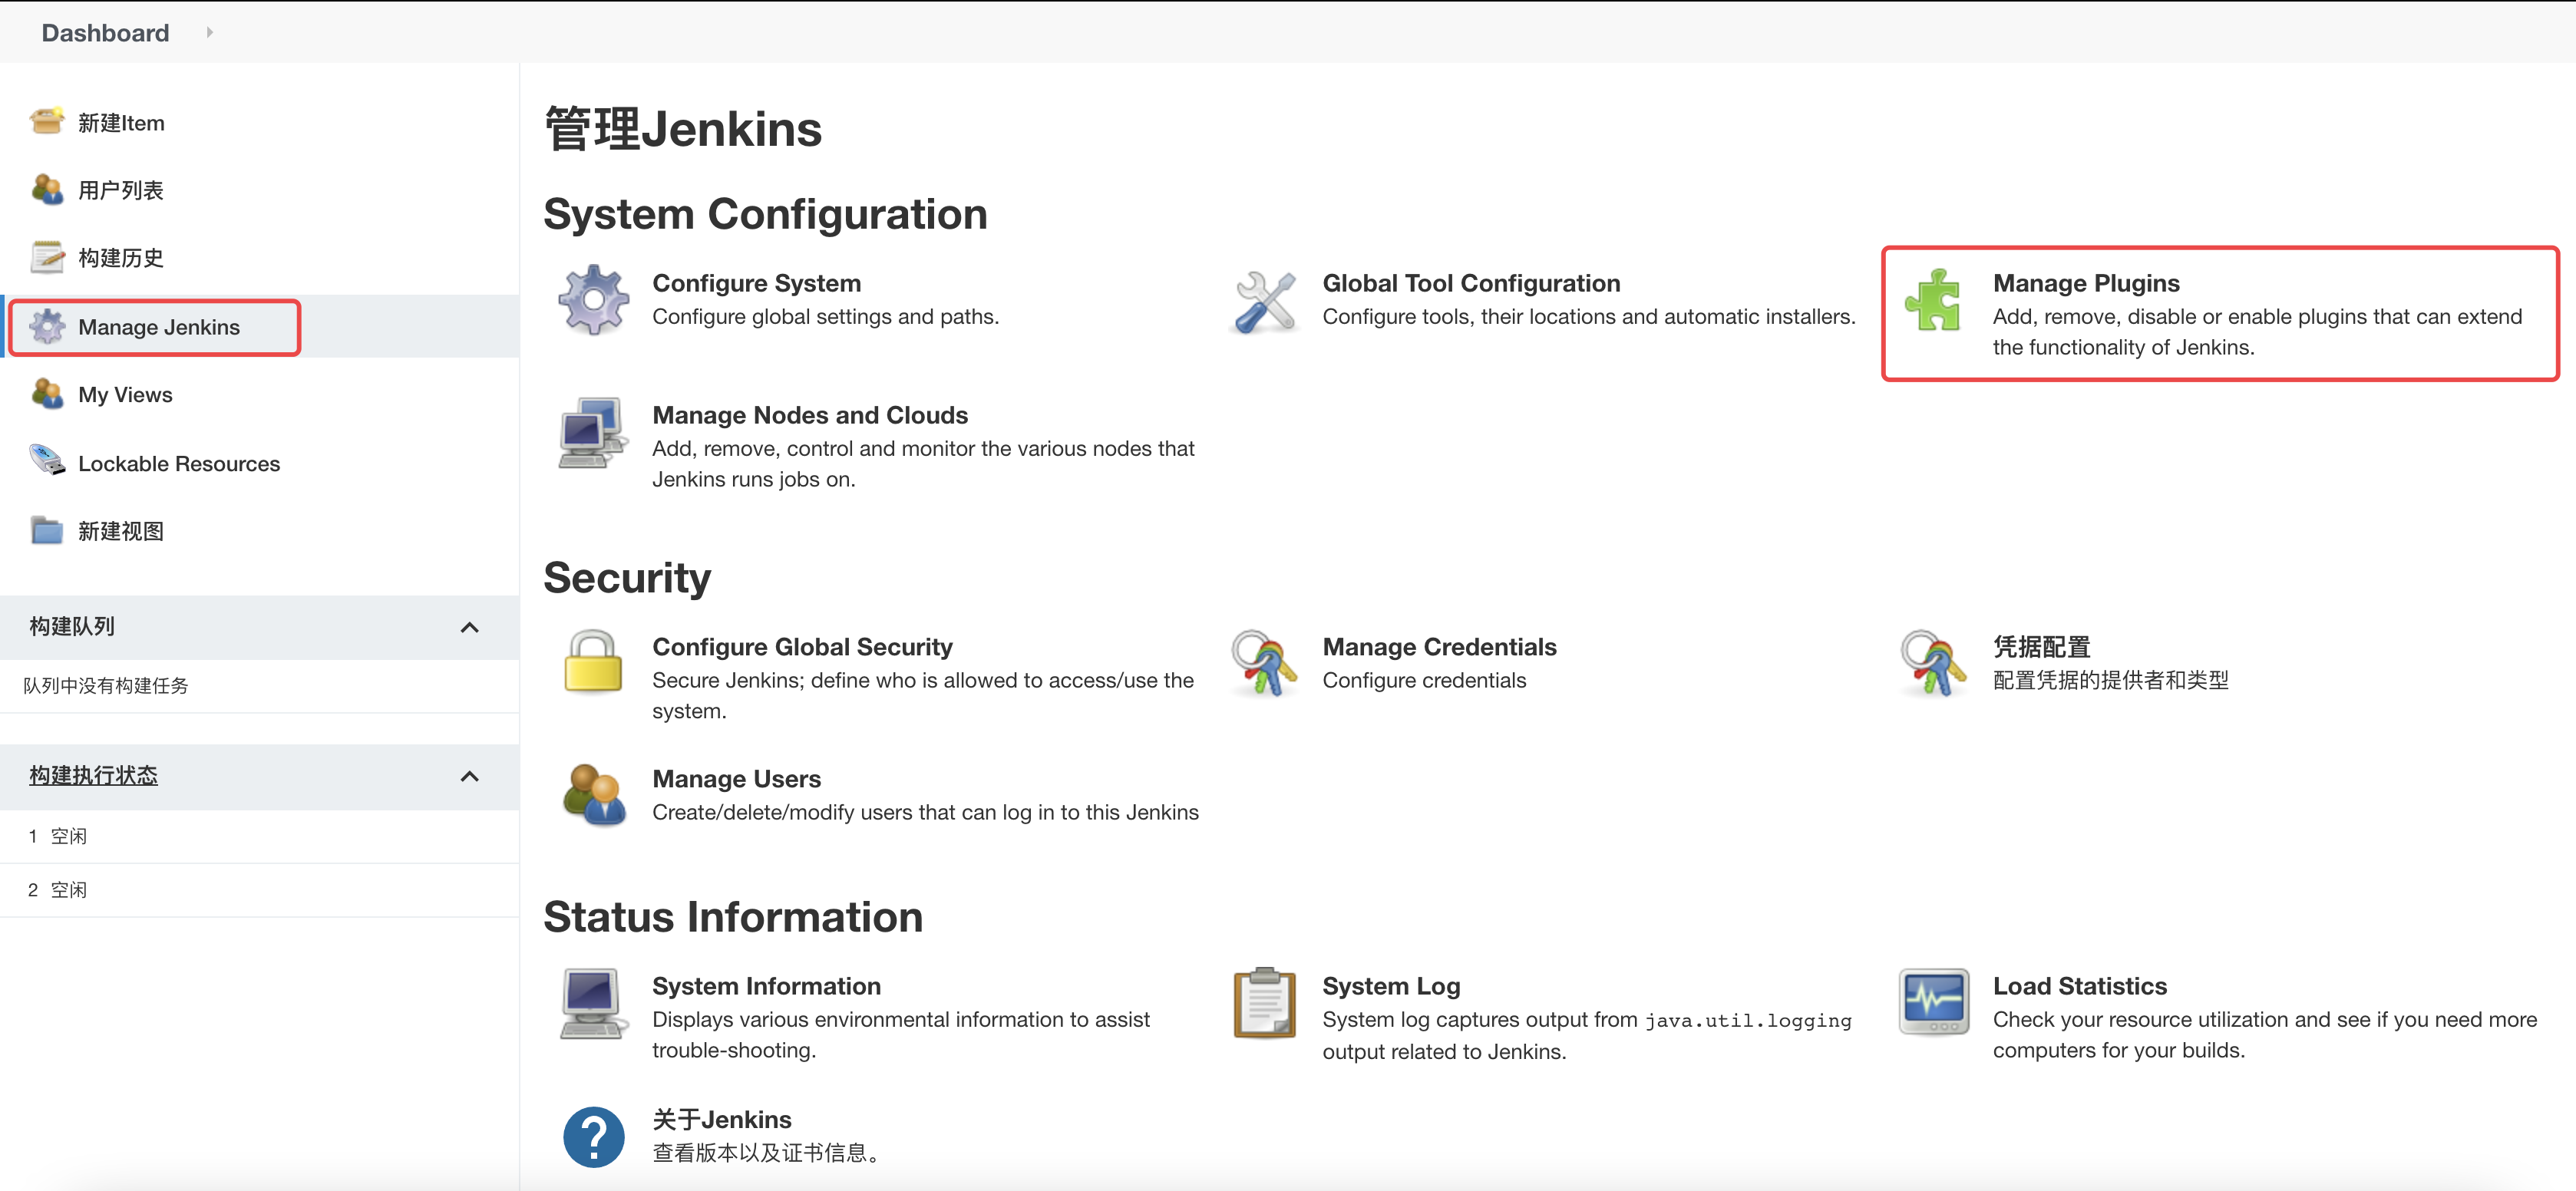 Dashboard
新建Item
用户列表
构建历史
Manage Jenkins
My Views
Lockable Resources
新建视图
构建队列
队列中没有构建任务
构建执行状态
1 空闲
2 空闲
管理Jenkins
System Configuration
Configure System
Configure global settings and paths.
Global Tool Configuration
Configure tools, their locations and automatic installers.
Manage Plugins
Add, remove, disable or enable plugins that can extend
the functionality of Jenkins.
Manage Nodes and Clouds
Add, remove, control and monitor the various nodes that
Jenkins runs jobs on.
Security
Configure Global Security
Secure Jenkins; define who is allowed to access/use the
system.
Manage Credentials
Configure credentials
凭据配置
配置凭据的提供者和类型
Manage Users
Create/delete/modify users that can log in to this Jenkins
Status Information
System Information
Displays various environmental information to assist
trouble-shooting.
System Log
System log captures output from java.util.logging
output related to Jenkins.
Load Statistics
Check your resource utilization and see if you need more
computers for your builds.
关于Jenkins
查看版本以及证书信息。